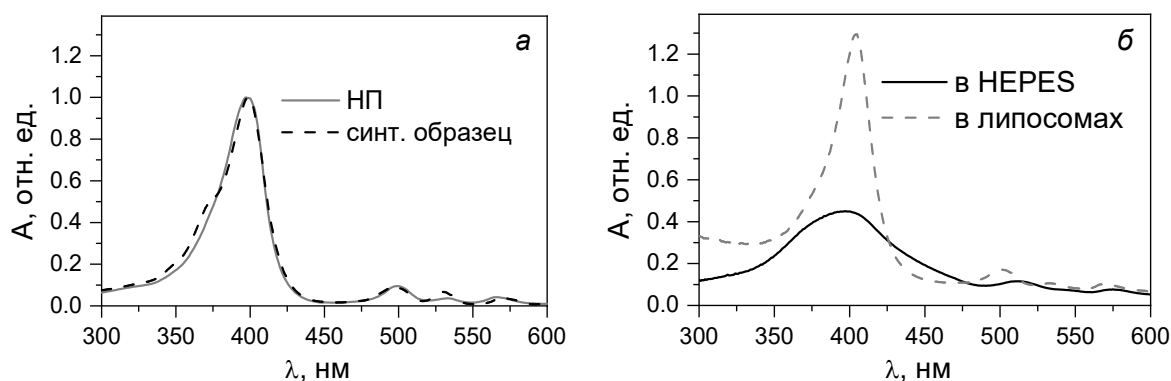 а
A, отн. ед.
1.2
1.0
0.8
0.6
0.4
0.2
0.0
НП
синт. образец
300 350 400 450 500 550 600
λ, нм
б
A, отн. ед.
1.2
1.0
0.8
0.6
0.4
0.2
0.0
в HEPES
в липосомах
300 350 400 450 500 550 600
λ, нм